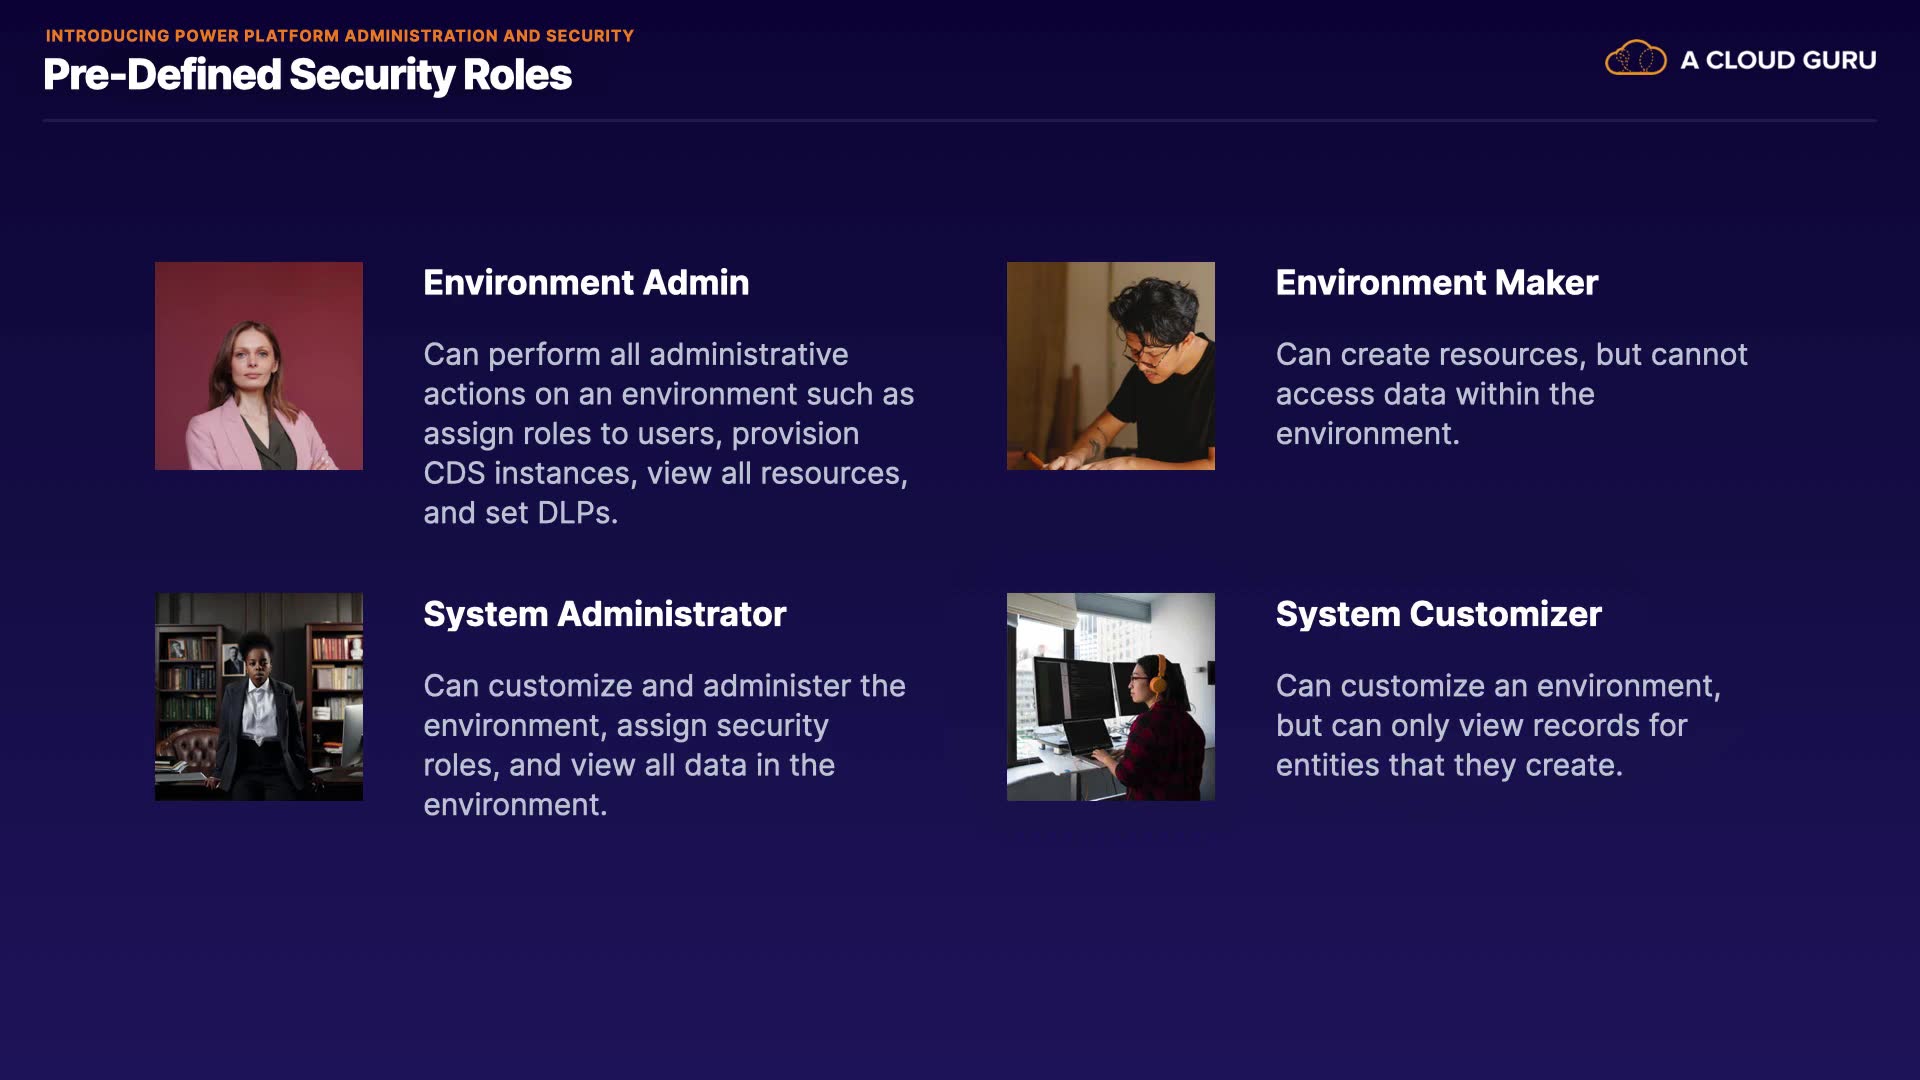 INTRODUCING POWER PLATFORM ADMINISTRATION AND SECURITY
Pre-Defined Security Roles
A CLOUD GURU
Environment Admin
Can perform all administrative
actions on an environment such as
assign roles to users, provision
CDS instances, view all resources,
and set DLPs.
Environment Maker
Can create resources, but cannot
access data within the
environment.
System Administrator
Can customize and administer the
environment, assign security
roles, and view all data in the
environment.
System Customizer
Can customize an environment,
but can only view records for
entities that they create.